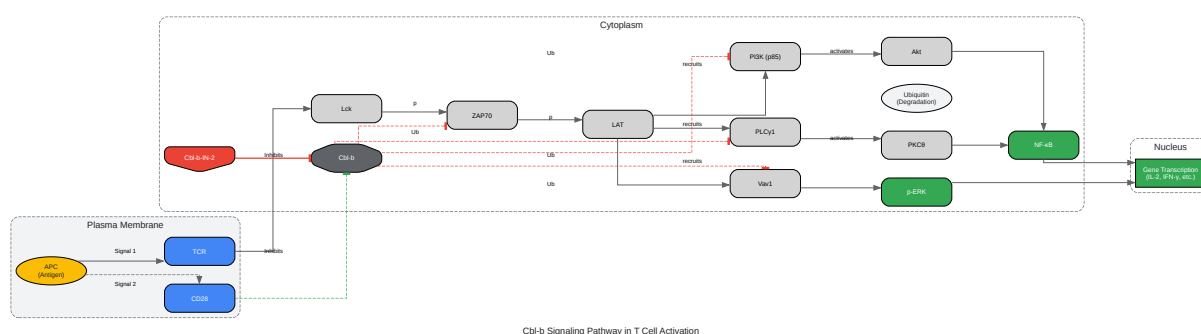 Cytoplasm
Ub
PI3K (p85)
activates
Akt
recruits
Ubiquitin
(Degradation)
Lck
p
ZAP70
p
LAT
recruits
PLCγ1
activates
PKCθ
NF-κB
Ub
Cbl-b-IN-2
Inhibits
Cbl-b
Ub
recruits
Vav1
Ub
p-ERK
Nucleus
Gene Transcription
(IL-2, IFN-γ, etc.)
Plasma Membrane
Signal 1
TCR
Inhibits
APC
(Antigen)
Signal 2
CD28
Cbl-b Signaling Pathway in T Cell Activation